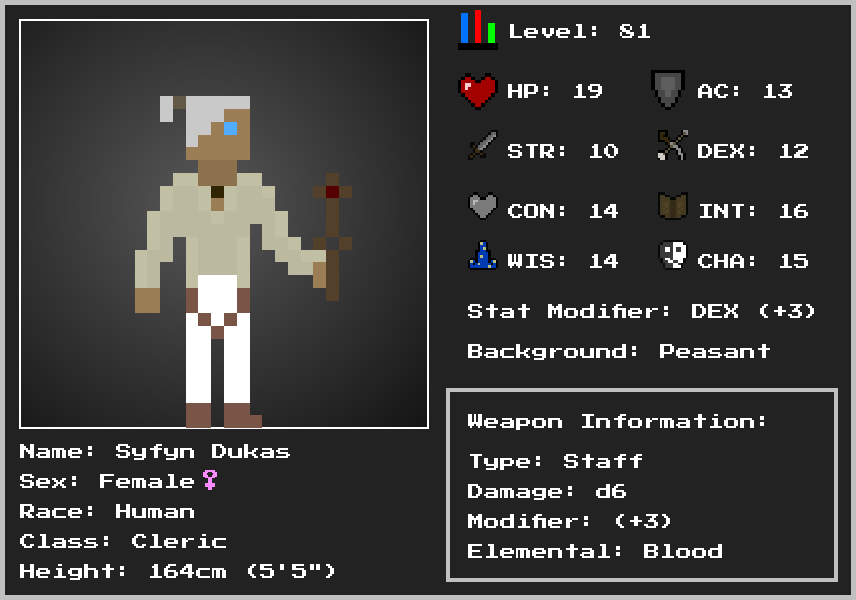 Level: 81
HP: 19
AC: 13
STR: 10
DEX: 12
CON: 14
INT: 16
WIS: 14
CHA: 15
Stat Modifier: DEX (+3)
Background: Peasant
Name: Syfyn Dukas
Sex: Female♀
Race: Human
Class: Cleric
Height: 164cm (5'5")
Weapon Information:
Type: Staff
Damage: d6
Modifier: (+3)
Elemental: Blood